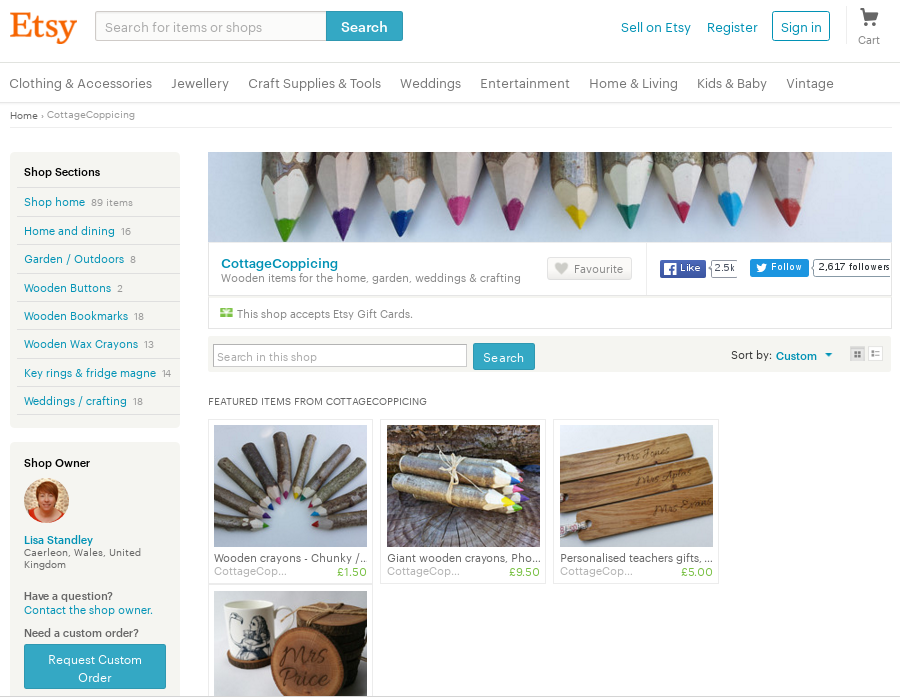 Etsy
Search for items or shops
Search
Sell on Etsy
Register
Sign in
Cart
Clothing & Accessories
Jewellery
Craft Supplies & Tools
Weddings
Entertainment
Home & Living
Kids & Baby
Vintage
Home › CottageCoppicing
Shop Sections
Shop home 89 items
Home and dining 16
Garden / Outdoors 8
Wooden Buttons 2
Wooden Bookmarks 18
Wooden Wax Crayons 13
Key rings & fridge magne 14
Weddings / crafting 18
Shop Owner
Lisa Standley
Caerleon, Wales, United
Kingdom
Have a question?
Contact the shop owner.
Need a custom order?
Request Custom
Order
CottageCoppicing
Wooden items for the home, garden, weddings & crafting
Favourite
Like
2.5k
Follow
2,617 followers
This shop accepts Etsy Gift Cards.
Search in this shop
Search
Sort by: Custom
FEATURED ITEMS FROM COTTAGECOPPICING
Wooden crayons - Chunky /...
CottageCop...
£1.50
Giant wooden crayons, Pho...
CottageCop...
£9.50
Mrs Jones
Mrs Aplus
Mrs Evans
Personalised teachers gifts, ...
CottageCop...
£5.00
Mrs
Price